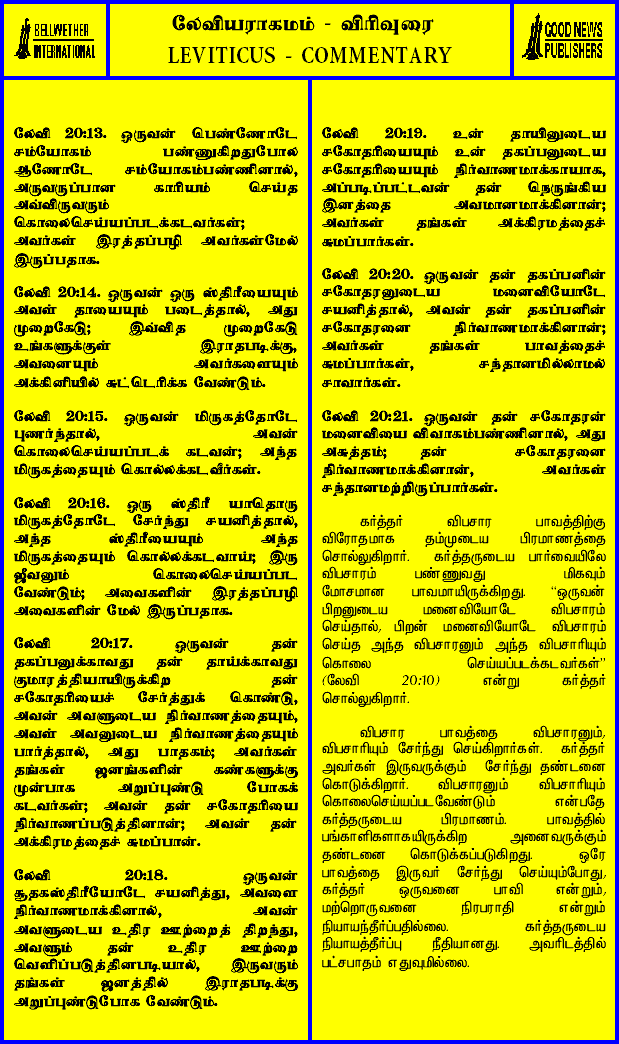 BELLWETHER
INTERNATIONAL
லேவியராகமம் - விரிவுரை
LEVITICUS - COMMENTARY
GOOD NEWS
PUBLISHERS
லேவி 20:13. ஒருவன் பெண்ணோடே
சம்யோகம் பண்ணுகிறதுபோல
ஆணோடே சம்யோகம்பண்ணினால்,
அருவருப்பான காரியம் செய்த
அவ்விருவரும்
கொலைசெய்யப்படக்கடவர்கள்;
அவர்கள் இரத்தப்பழி அவர்கள்மேல்
இருப்பதாக.
லேவி 20:14. ஒருவன் ஒரு ஸ்திரீயையும்
அவள் தாயையும் படைத்தால், அது
முறைகேடு; இவ்வித முறைகேடு
உங்களுக்குள் இராதபடிக்கு,
அவனையும் அவர்களையும்
அக்கினியில் சுட்டெரிக்க வேண்டும்.
லேவி 20:15. ஒருவன் மிருகத்தோடே
புணர்ந்தால், அவன்
கொலைசெய்யப்படக் கடவன்; அந்த
மிருகத்தையும் கொல்லக்கடவீர்கள்.
லேவி 20:16. ஒரு ஸ்திரீ யாதொரு
மிருகத்தோடே சேர்ந்து சயனித்தால்,
அந்த ஸ்திரீயையும் அந்த
மிருகத்தையும் கொல்லக்கடவாய்; இரு
ஜீவனும் கொலைசெய்யப்பட
வேண்டும்; அவைகளின் இரத்தப்பழி
அவைகளின் மேல் இருப்பதாக.
லேவி 20:17. ஒருவன் தன்
தகப்பனுக்காவது தன் தாய்க்காவது
குமாரத்தியாயிருக்கிற தன்
சகோதரியைச் சேர்த்துக் கொண்டு,
அவன் அவளுடைய நிர்வாணத்தையும்,
அவள் அவனுடைய நிர்வாணத்தையும்
பார்த்தால், அது பாதகம்; அவர்கள்
தங்கள் ஜனங்களின் கண்களுக்கு
முன்பாக அறுப்புண்டு போகக்
கடவர்கள்; அவன் தன் சகோதரியை
நிர்வாணப்படுத்தினான்; அவன் தன்
அக்கிரமத்தைச் சுமப்பான்.
லேவி 20:18. ஒருவன்
சூதகஸ்திரீயோடே சயனித்து, அவளை
நிர்வாணமாக்கினால், அவன்
அவளுடைய உதிர ஊற்றைத் திறந்து,
அவளும் தன் உதிர ஊற்றை
வெளிப்படுத்தினபடியால், இருவரும்
தங்கள் ஜனத்தில் இராதபடிக்கு
அறுப்புண்டுபோக வேண்டும்.
லேவி 20:19. உன் தாயினுடைய
சகோதரியையும் உன் தகப்பனுடைய
சகோதரியையும் நிர்வாணமாக்காயாக,
அப்படிப்பட்டவன் தன் நெருங்கிய
இனத்தை அவமானமாக்கினான்;
அவர்கள் தங்கள் அக்கிரமத்தைச்
சுமப்பார்கள்.
லேவி 20:20. ஒருவன் தன் தகப்பனின்
சகோதரனுடைய மனைவியோடே
சயனித்தால், அவன் தன் தகப்பனின்
சகோதரனை நிர்வாணமாக்கினான்;
அவர்கள் தங்கள் பாவத்தைச்
சுமப்பார்கள், சந்தானமில்லாமல்
சாவார்கள்.
லேவி 20:21. ஒருவன் தன் சகோதரன்
மனைவியை விவாகம்பண்ணினால், அது
அசுத்தம்; தன் சகோதரனை
நிர்வாணமாக்கினான், அவர்கள்
சந்தானமற்றிருப்பார்கள்.
கர்த்தர் விபசார பாவத்திற்கு
விரோதமாக தம்முடைய பிரமாணத்தை
சொல்லுகிறார். கர்த்தருடைய பார்வையிலே
விபசாரம் பண்ணுவது மிகவும்
மோசமான பாவமாயிருக்கிறது. “ஒருவன்
பிறனுடைய மனைவியோடே விபசாரம்
செய்தால், பிறன் மனைவியோடே விபசாரம்
செய்த அந்த விபசாரனும் அந்த விபசாரியும்
கொலை செய்யப்படக்கடவர்கள்”
(லேவி 20:10) என்று கர்த்தர்
சொல்லுகிறார்.
விபசார பாவத்தை விபசாரனும்,
விபசாரியும் சேர்ந்து செய்கிறார்கள். கர்த்தர்
அவர்கள் இருவருக்கும் சேர்ந்து தண்டனை
கொடுக்கிறார். விபசாரனும் விபசாரியும்
கொலைசெய்யப்படவேண்டும் என்பதே
கர்த்தருடைய பிரமாணம். பாவத்தில்
பங்காளிகளாகயிருக்கிற அனைவருக்கும்
தண்டனை கொடுக்கப்படுகிறது. ஒரே
பாவத்தை இருவர் சேர்ந்து செய்யும்போது,
கர்த்தர் ஒருவனை பாவி என்றும்,
மற்றொருவனை நிரபராதி என்றும்
நியாயந்தீர்ப்பதில்லை. கர்த்தருடைய
நியாயத்தீர்ப்பு நீதியானது. அவரிடத்தில்
பட்சபாதம் எதுவுமில்லை.